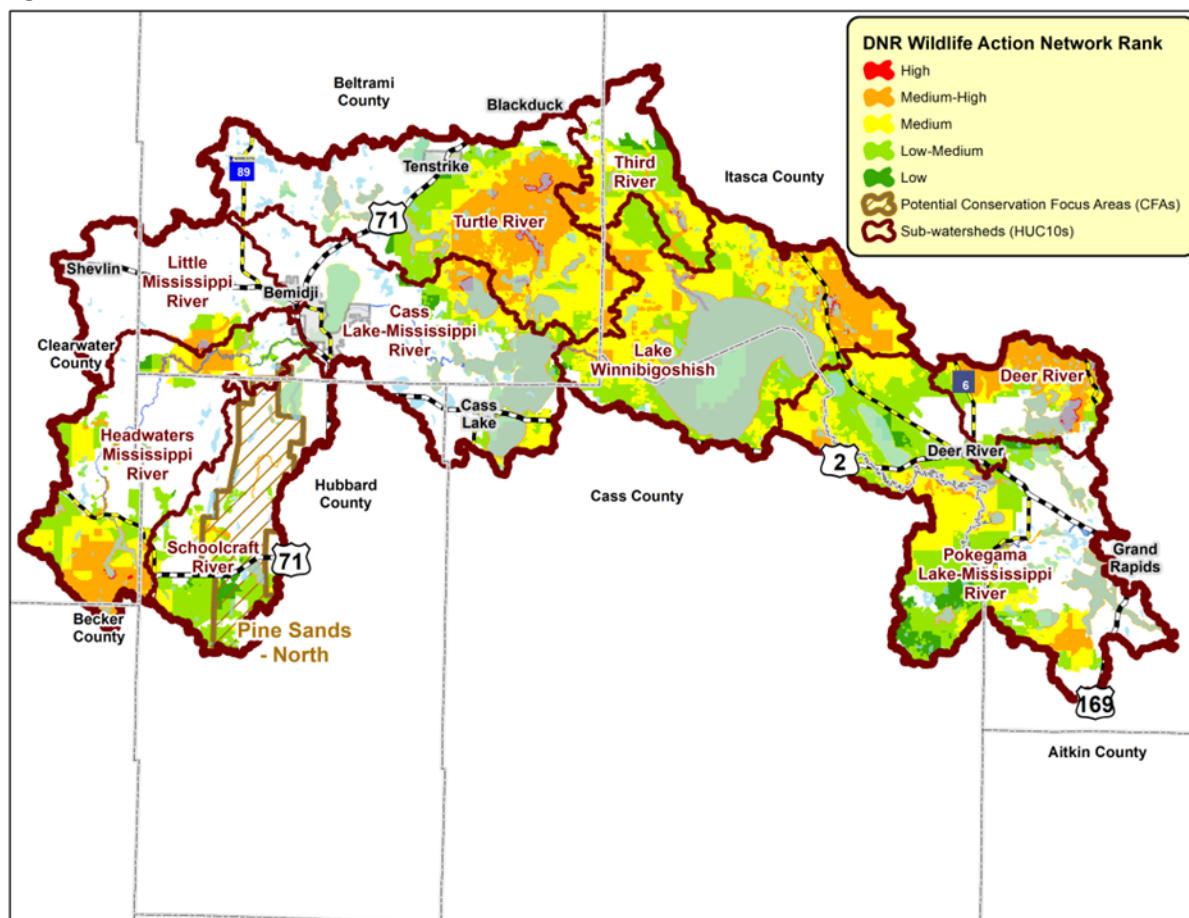 DNR Wildlife Action Network Rank
High
Medium-High
Medium
Low-Medium
Low
Potential Conservation Focus Areas (CFAs)
Sub-watersheds (HUC10s)
Beltrami
County
Blackduck
Tenstrike
Third
River
Itasca County
89
71
Turtle River
Shevlin
Little
Mississippi
River
Bemidji
Cass
Lake-Mississippi
River
Clearwater
County
Lake
Winnibigoshish
Deer River
6
Cass
Lake
Headwaters
Mississippi
River
Hubbard
County
2
Deer River
Cass County
Schoolcraft
River
71
Pokegama
Lake-Mississippi
River
Grand
Rapids
Becker
County
Pine Sands
- North
169
Aitkin County